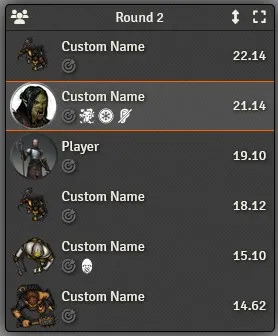 Round 2
Custom Name
22.14
Custom Name
21.14
Player
19.10
Custom Name
18.12
Custom Name
15.10
Custom Name
14.62